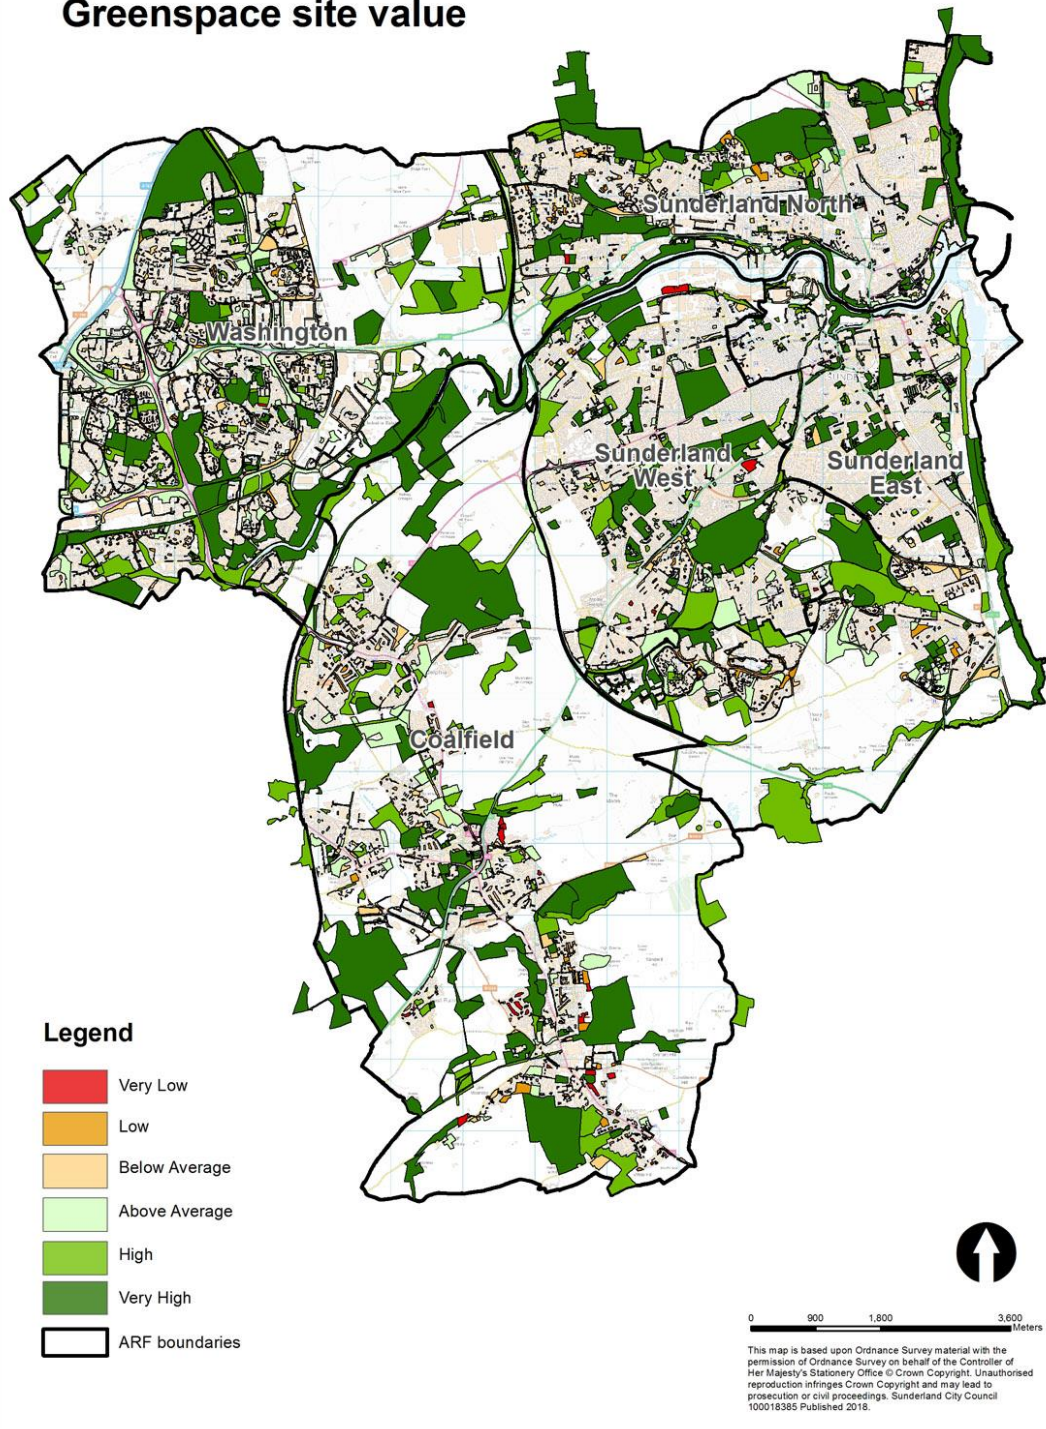 Greenspace site value
Sunderland North
Washington
Sunderland
West
Sunderland
East
Coalfield
Legend
Very Low
Low
Below Average
Above Average
High
Very High
ARF boundaries
0 900 1,800 3,600
Meters
This map is based upon Ordnance Survey material with the
permission of Ordnance Survey on behalf of the Controller of
Her Majesty's Stationery Office © Crown Copyright. Unauthorised
reproduction infringes Crown Copyright and may lead to
prosecution or civil proceedings. Sunderland City Council
100018385 Published 2018.